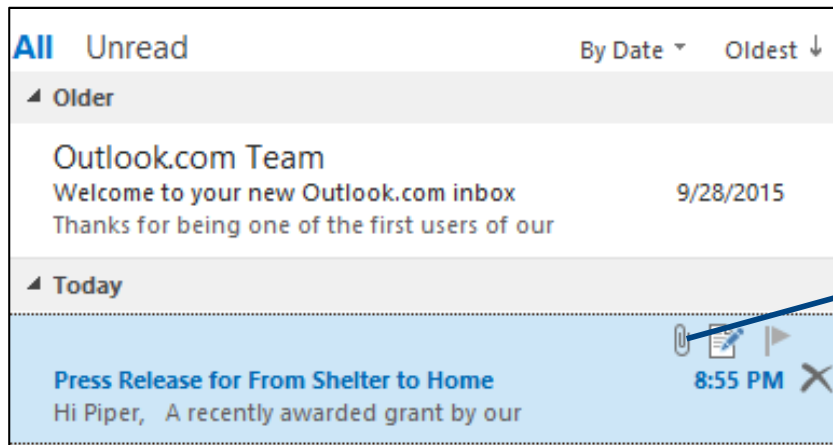 All Unread By Date Oldest
Older
Outlook.com Team
Welcome to your new Outlook.com inbox 9/28/2015
Thanks for being one of the first users of our
Today
Press Release for From Shelter to Home 8:55 PM
Hi Piper, A recently awarded grant by our